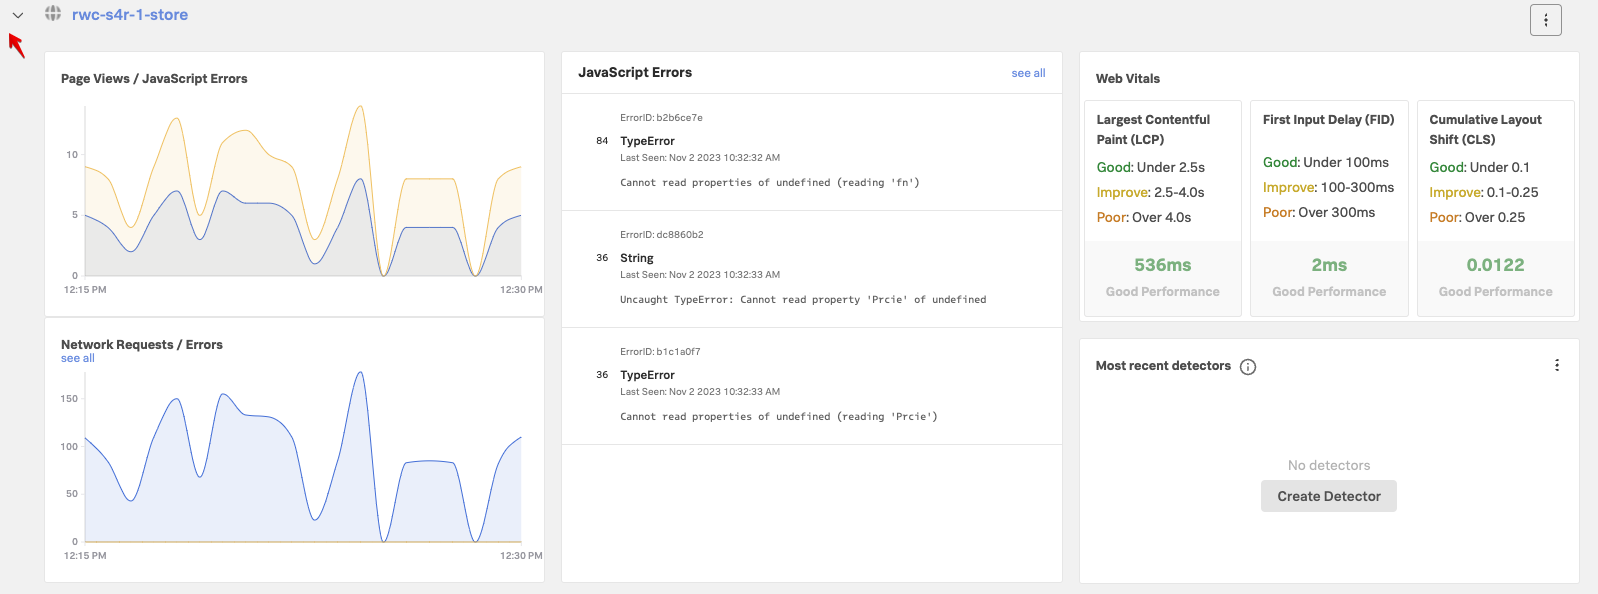 rwc-s4r-1-store
Page Views / JavaScript Errors
10
5
0
12:15 PM
12:30 PM
Network Requests / Errors
see all
150
100
50
0
12:15 PM
12:30 PM
JavaScript Errors
see all
ErrorID: b2b6ce7e
84 TypeError
Last Seen: Nov 2 2023 10:32:32 AM
Cannot read properties of undefined (reading 'fn')
ErrorID: dc8860b2
36 String
Last Seen: Nov 2 2023 10:32:33 AM
Uncaught TypeError: Cannot read property 'Prcie' of undefined
ErrorID: b1c1a0f7
36 TypeError
Last Seen: Nov 2 2023 10:32:33 AM
Cannot read properties of undefined (reading 'Prcie')
Web Vitals
Largest Contentful
Paint (LCP)
Good: Under 2.5s
Improve: 2.5-4.0s
Poor: Over 4.0s
536ms
Good Performance
First Input Delay (FID)
Good: Under 100ms
Improve: 100-300ms
Poor: Over 300ms
2ms
Good Performance
Cumulative Layout
Shift (CLS)
Good: Under 0.1
Improve: 0.1-0.25
Poor: Over 0.25
0.0122
Good Performance
Most recent detectors
No detectors
Create Detector